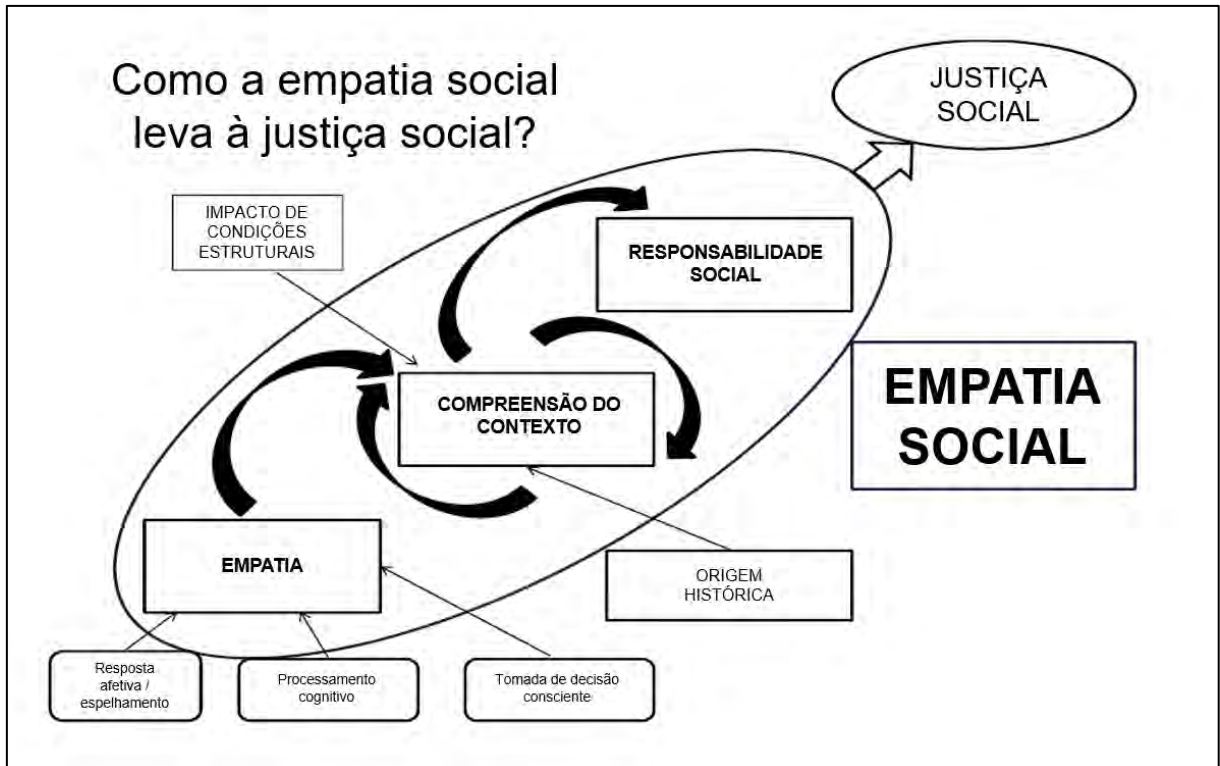 Como a empatia social
leva à justiça social?
JUSTIÇA
SOCIAL
IMPACTO DE
CONDIÇÕES
ESTRUTURAIS
RESPONSABILIDADE
SOCIAL
COMPREENSÃO DO
CONTEXTO
EMPATIA
SOCIAL
EMPATIA
ORIGEM
HISTÓRICA
Resposta
afetiva /
espelhamento
Processamento
cognitivo
Tomada de decisão
consciente